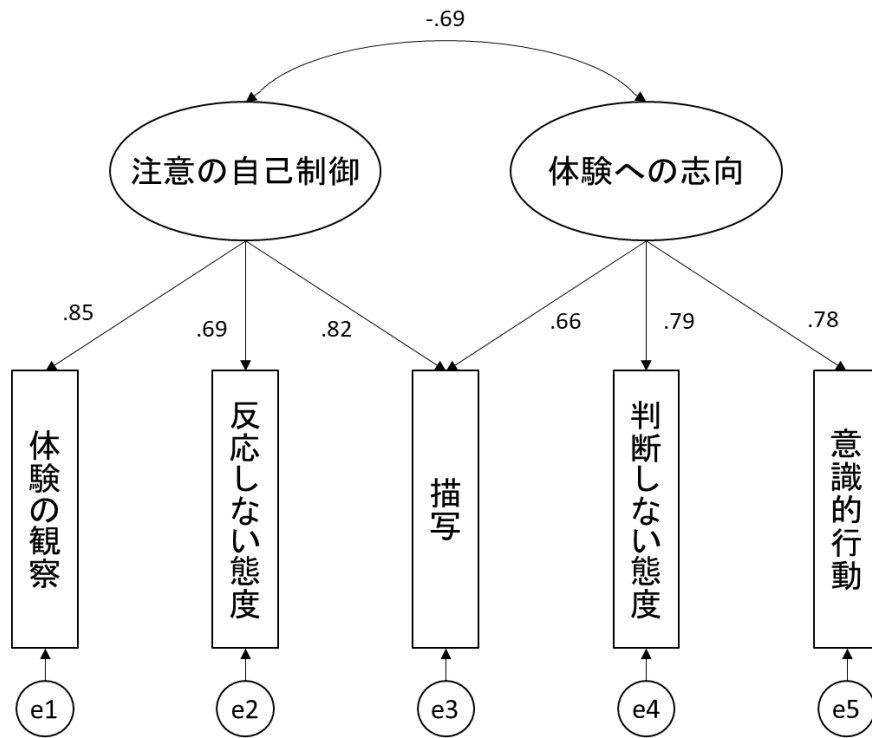 -.69
注意の自己制御
体験への志向
.85
.69
.82
.66
.79
.78
体験の観察
反応しない態度
描写
判断しない態度
意識的行動
e1
e2
e3
e4
e5